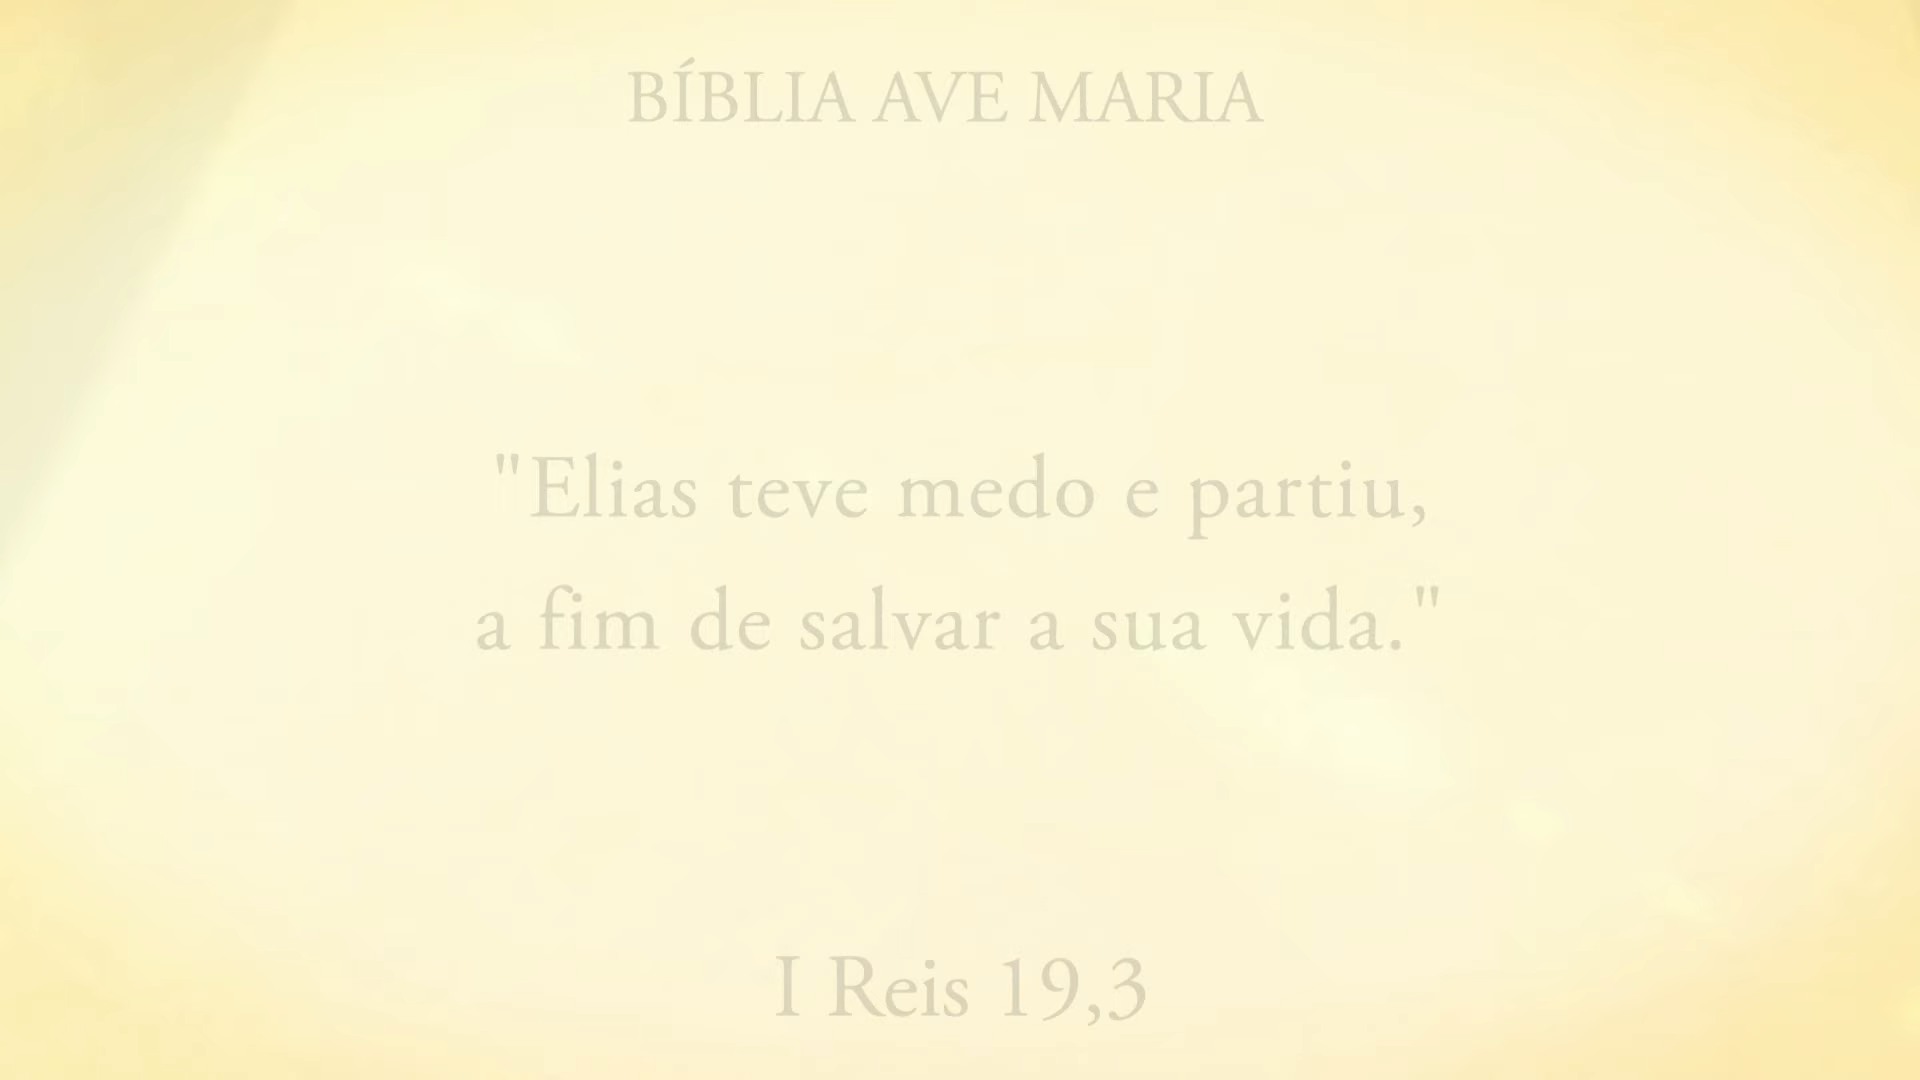 BÍBLIA AVE MARIA
"Elias teve medo e partiu,
a fim de salvar a sua vida."
I Reis 19,3